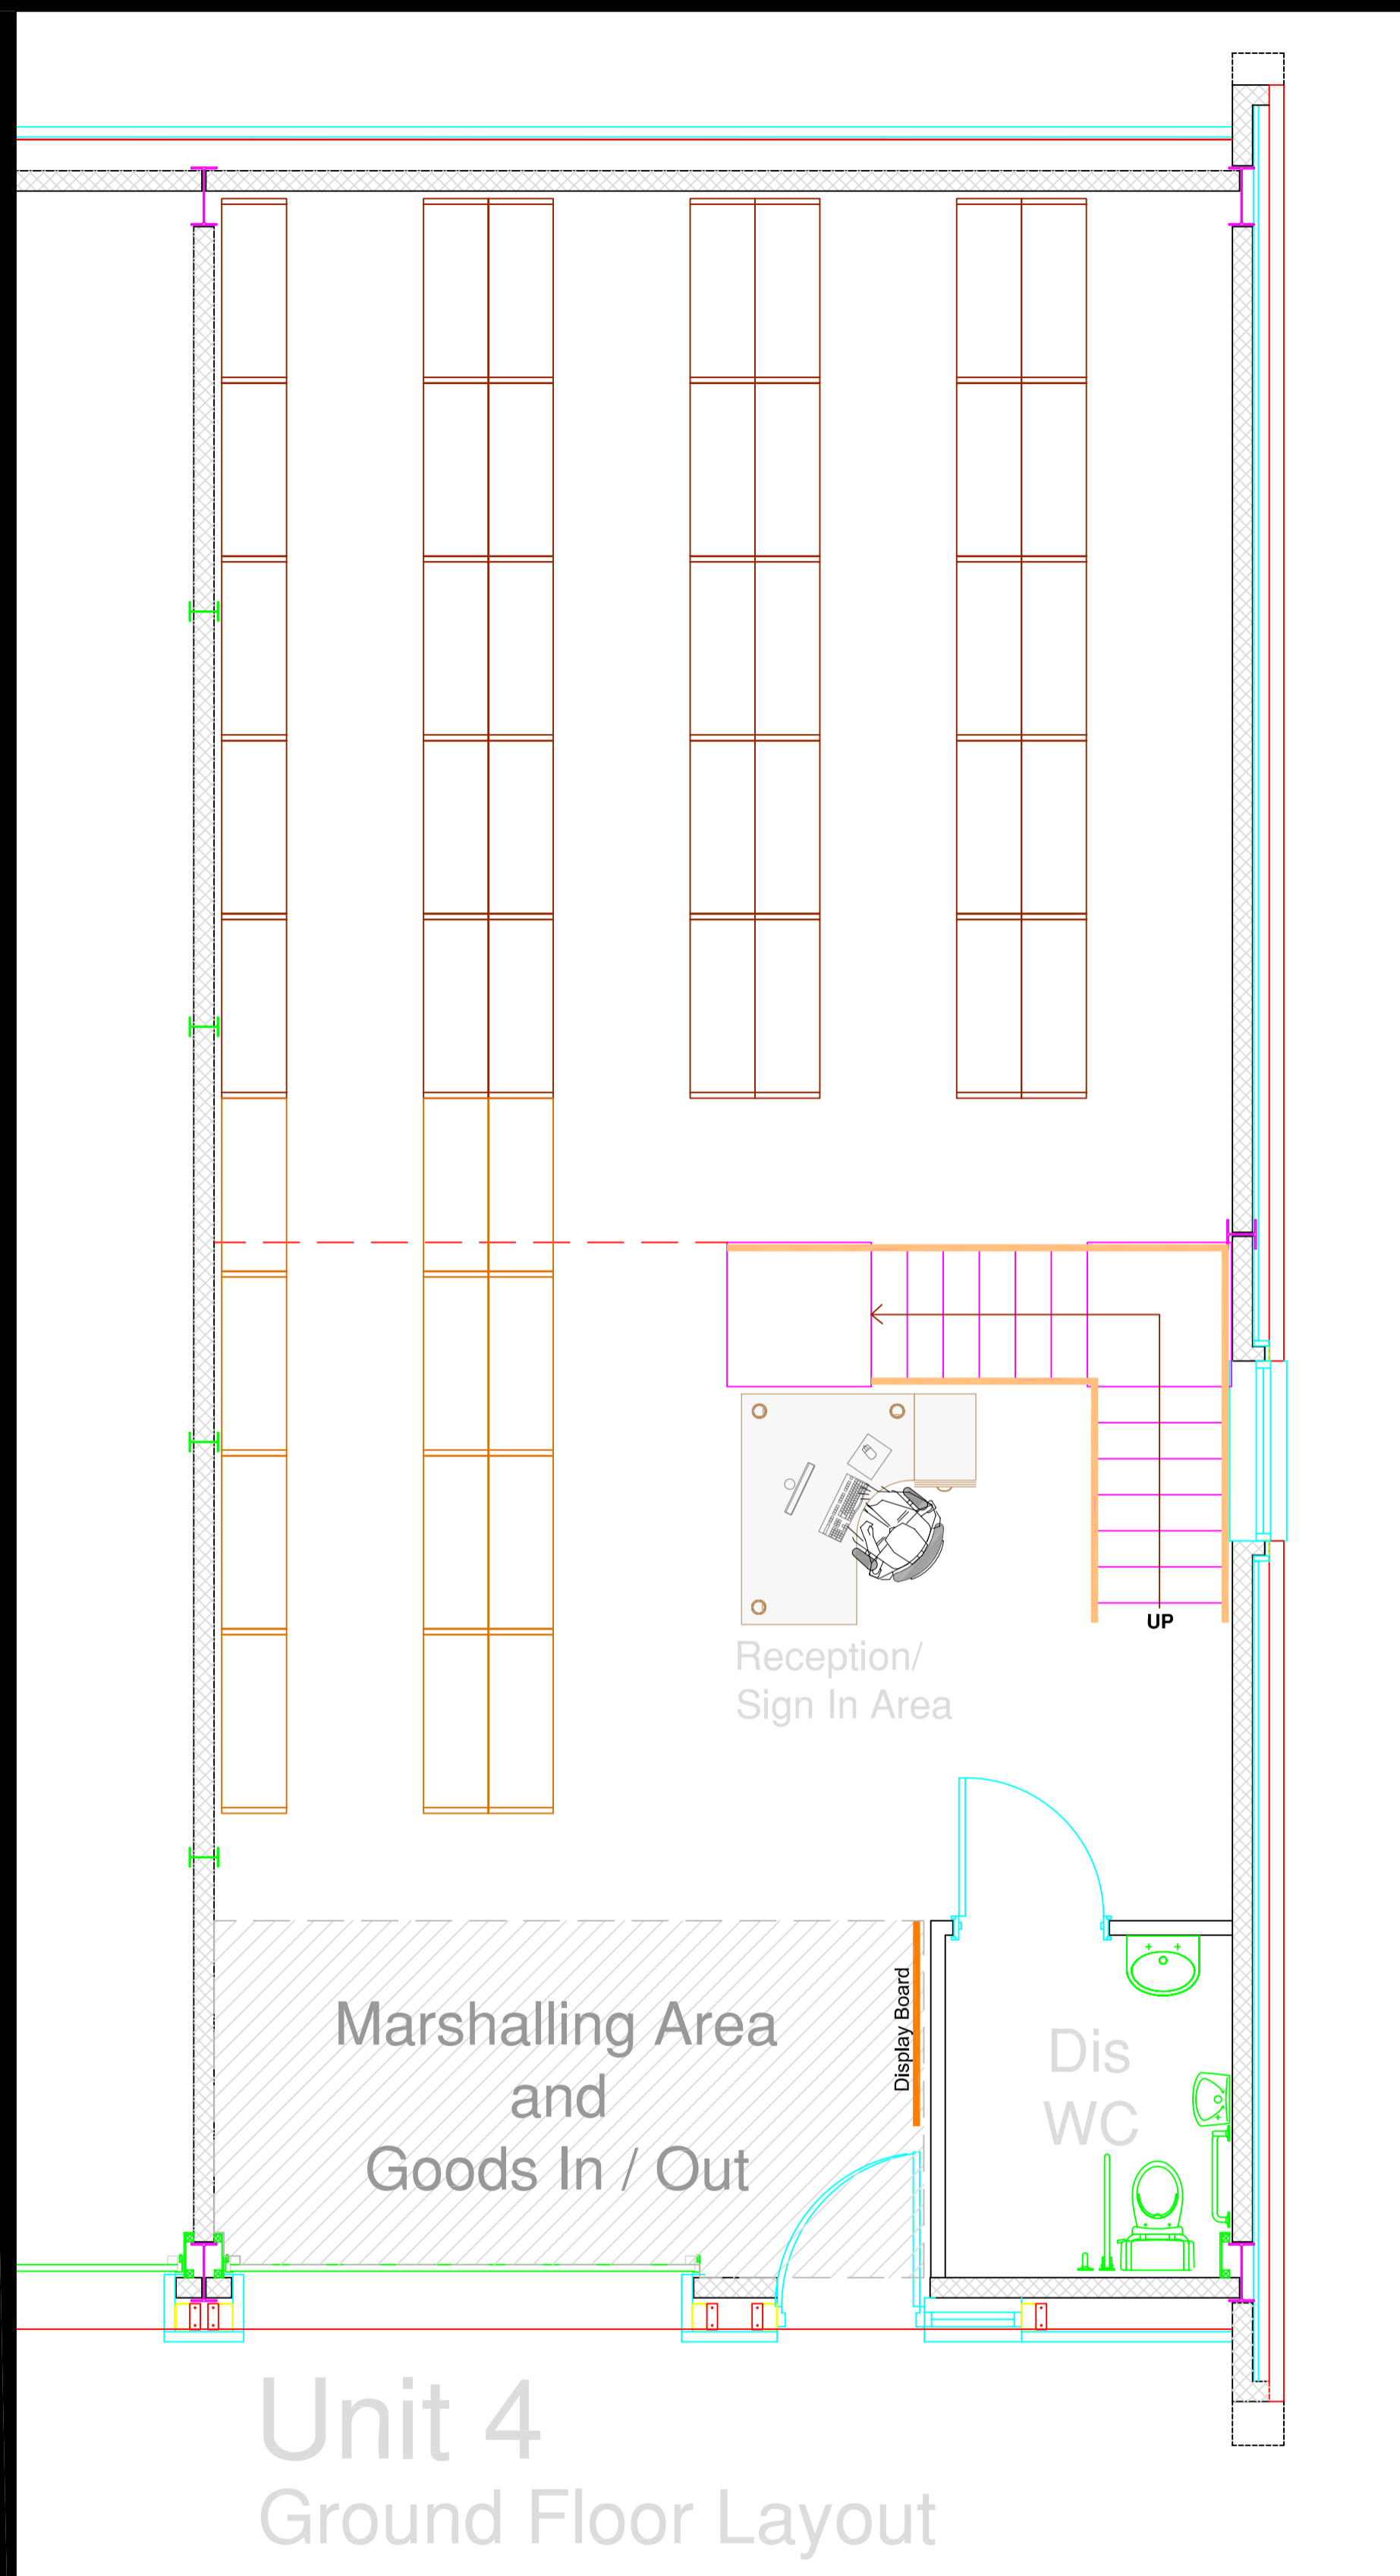 UP
Reception/
Sign In Area
Display Board
Marshalling Area
and
Goods In / Out
Dis
WC
Unit 4
Ground Floor Layout